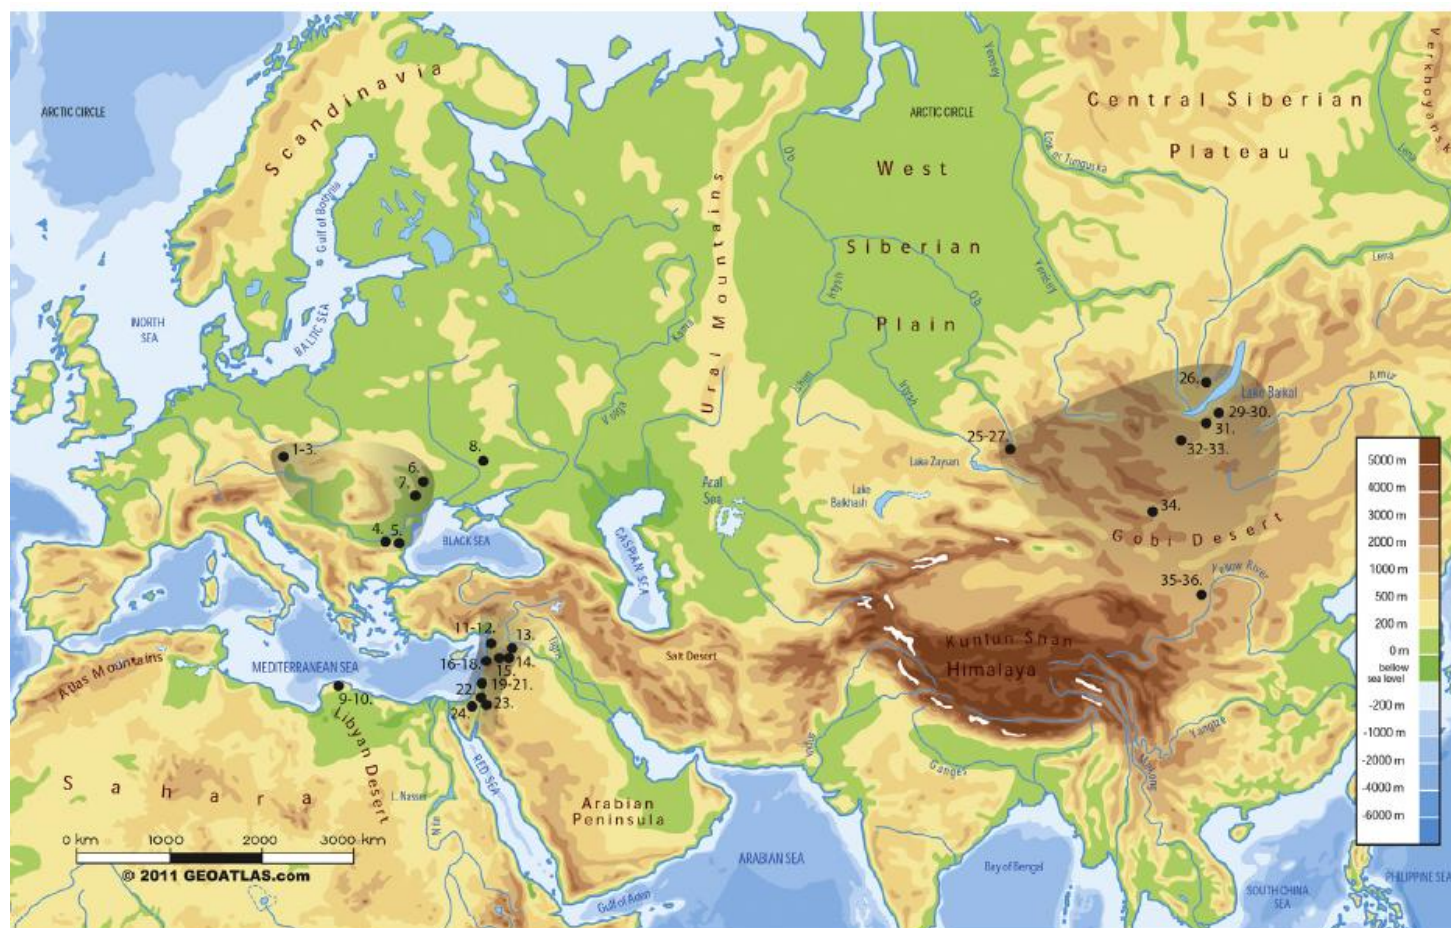 ARCTIC CIRCLE
Scandinavia
Gulf of Bothnia
NORTH
SEA
BALTIC SEA
Ural Mountains
Kama
Volga
Ob
West
Siberian
Plain
Irtysh
Ishim
Irtysh
Ob
Yenisey
ARCTIC CIRCLE
Yenisey
Central Siberian
Plateau
Verkhoyansk
Lena
Lena
Amur
26.
Lake Baikal
29-30.
31.
32-33.
25-27.
Lake Zaysan
Lake
Balkhash
34.
Gobi Desert
35-36.
Yellow River
1-3.
6.
7.
8.
4.
5.
BLACK SEA
CASPIAN SEA
Aral
Sea
Kunlun Shan
Himalaya
Salt Desert
11-12.
13.
14.
15.
16-18.
19-21.
22.
23.
24.
Tigris
MEDITERRANEAN SEA
Atlas Mountains
9-10.
Libyan Desert
Sahara
L. Nasser
Nile
RED SEA
Arabian
Peninsula
Ganges
Mekong
Yangtze
ARABIAN SEA
Gulf of Aden
Bay of Bengal
SOUTH CHINA
SEA
PHILIPPINE SEA
0 km 1000 2000 3000 km
© 2011 GEOATLAS.com
5000 m
4000 m
3000 m
2000 m
1000 m
500 m
200 m
0 m
bellow
sea level
-200 m
-1000 m
-2000 m
-4000 m
-6000 m